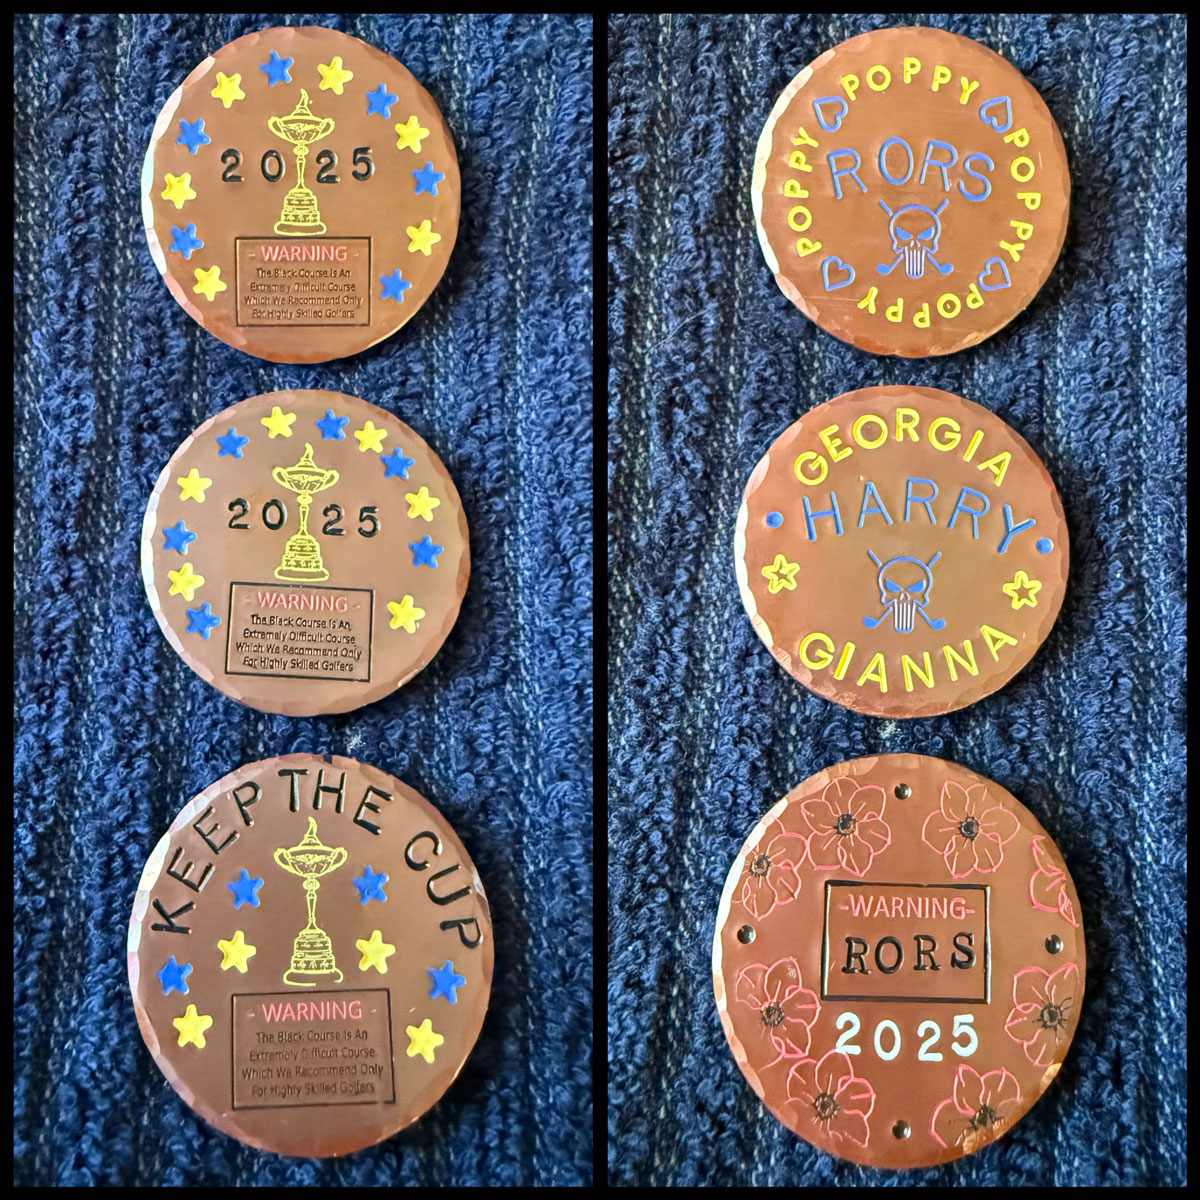 2025
- WARNING -
The Black Course Is An
Extremely Difficult Course
Which We Recommend Only
For Highly Skilled Golfers
2025
- WARNING -
The Black Course Is An
Extremely Difficult Course
Which We Recommend Only
For Highly Skilled Golfers
KEEP THE CUP
- WARNING -
The Black Course Is An
Extremely Difficult Course
Which We Recommend Only
For Highly Skilled Golfers
POPPY
POPPY
POPPY
POPPY
RORS
GEORGIA
HARRY
GIANNA
-WARNING-
RORS
2025